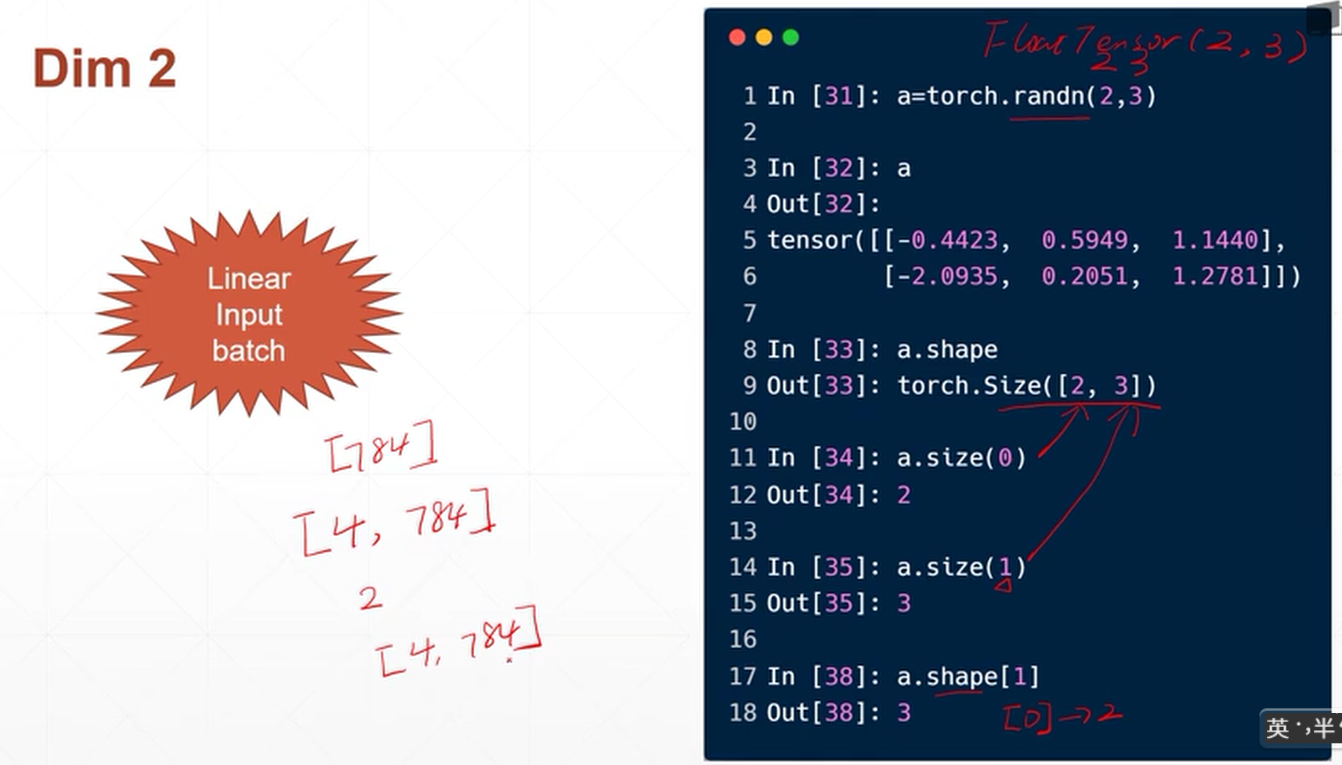 Dim 2
Linear
Input
batch
[784]
[4, 784]
2
[4, 784]
FloatTensor(2, 3)
2 3
1 In [31]: a=torch.randn(2,3)
2
3 In [32]: a
4 Out[32]:
5 tensor([[-0.4423, 0.5949, 1.1440],
6 [-2.0935, 0.2051, 1.2781]])
7
8 In [33]: a.shape
9 Out[33]: torch.Size([2, 3])
10
11 In [34]: a.size(0)
12 Out[34]: 2
13
14 In [35]: a.size(1)
15 Out[35]: 3
16
17 In [38]: a.shape[1]
18 Out[38]: 3
[0]→2
英 ·, 半